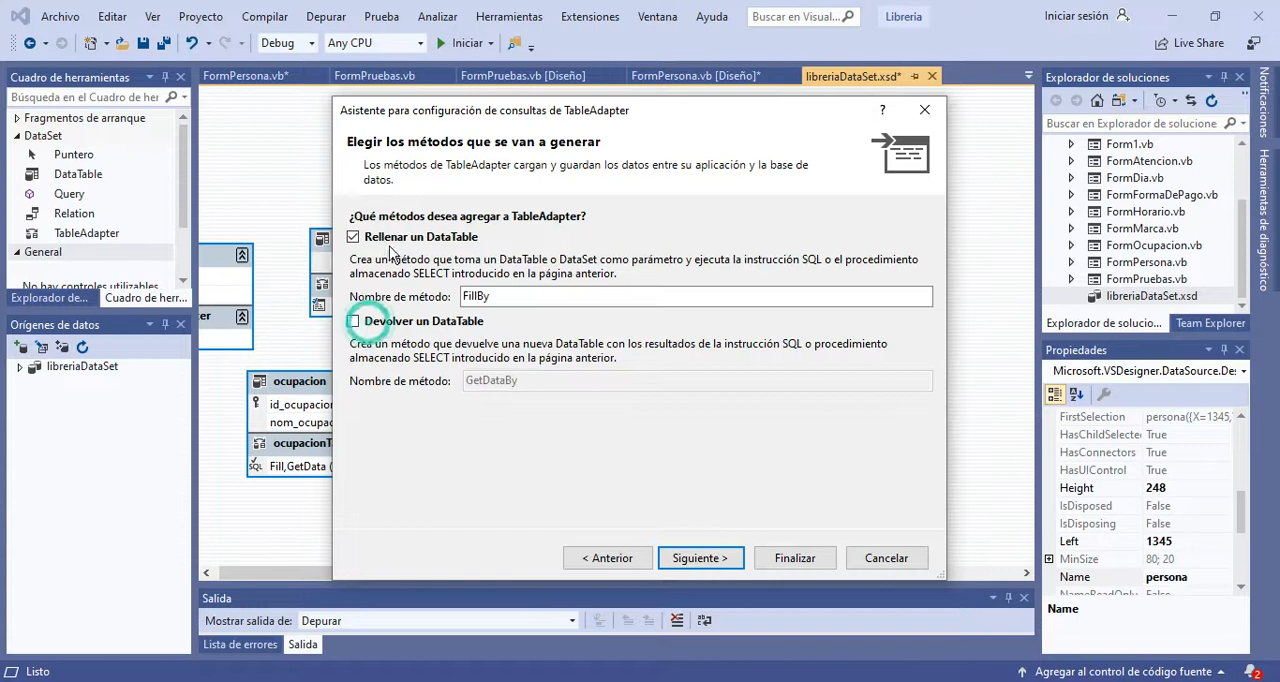 Archivo Editar Ver Proyecto Compilar Depurar Prueba Analizar Herramientas Extensiones Ventana Ayuda Buscar en Visual... Libreria Iniciar sesión
Debug Any CPU Iniciar Live Share
Cuadro de herramientas
Búsqueda en el Cuadro de her
Fragmentos de arranque
DataSet
Puntero
DataTable
Query
Relation
TableAdapter
General
No hay controles utilizables
Explorador de... Cuadro de herr...
Orígenes de datos
libreriaDataSet
FormPersona.vb* FormPruebas.vb FormPruebas.vb [Diseño] FormPersona.vb [Diseño]* libreriaDataSet.xsd*
ter
ocupacion
id_ocupacion
nom_ocupac
ocupacionTa
Fill,GetData (
Asistente para configuración de consultas de TableAdapter
?
Elegir los métodos que se van a generar
Los métodos de TableAdapter cargan y guardan los datos entre su aplicación y la base de
datos.
¿Qué métodos desea agregar a TableAdapter?
Rellenar un DataTable
Crea un método que toma un DataTable o DataSet como parámetro y ejecuta la instrucción SQL o el procedimiento
almacenado SELECT introducido en la página anterior.
Nombre de método: FillBy
Devolver un DataTable
Crea un método que devuelve una nueva DataTable con los resultados de la instrucción SQL o procedimiento
almacenado SELECT introducido en la página anterior.
Nombre de método: GetDataBy
< Anterior Siguiente > Finalizar Cancelar
Salida
Mostrar salida de: Depurar
Lista de errores Salida
Explorador de soluciones
Buscar en Explorador de solucione
Form1.vb
FormAtencion.vb
FormDia.vb
FormFormaDePago.vb
FormHorario.vb
FormMarca.vb
FormOcupacion.vb
FormPersona.vb
FormPruebas.vb
libreriaDataSet.xsd
Explorador de solucio... Team Explorer
Propiedades
Microsoft.VSDesigner.DataSource.De:
FirstSelection persona({X=1345,
HasChildSelecte True
HasConnectors True
HasUIControl True
Height 248
IsDisposed False
IsDisposing False
Left 1345
MinSize 80; 20
Name persona
NameReadOnly False
Name
Notificaciones
Herramientas de diagnóstico
Listo Agregar al control de código fuente 2